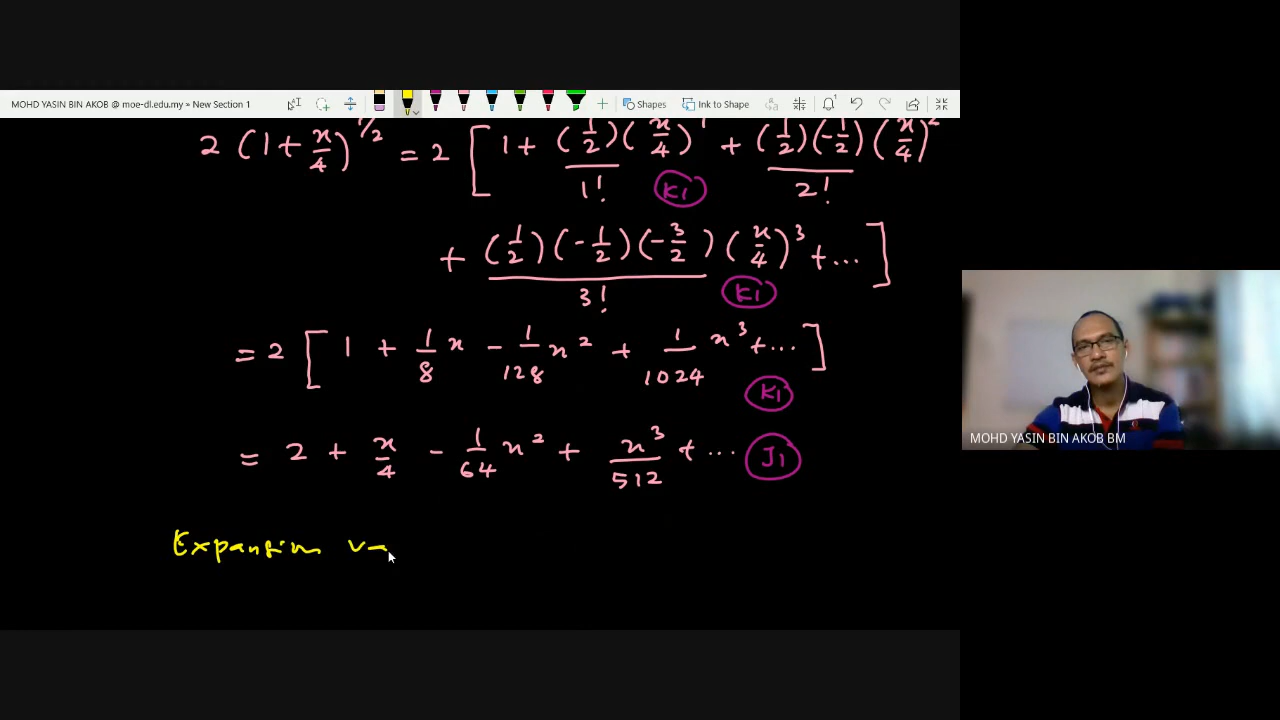 MOHD YASIN BIN AKOB @ moe-dl.edu.my » New Section 1
Shapes
Ink to Shape
2 (1 + x/4)^1/2 = 2 [ 1 + (1/2)(x/4)^1 / 1! + (1/2)(-1/2)(x/4)^2 / 2!
K1
+ (1/2)(-1/2)(-3/2)(x/4)^3 / 3! + ... ]
K1
= 2 [ 1 + 1/8 x - 1/128 x^2 + 1/1024 x^3 + ... ]
K1
= 2 + x/4 - 1/64 x^2 + x^3/512 + ... J1
Expansion va
MOHD YASIN BIN AKOB BM